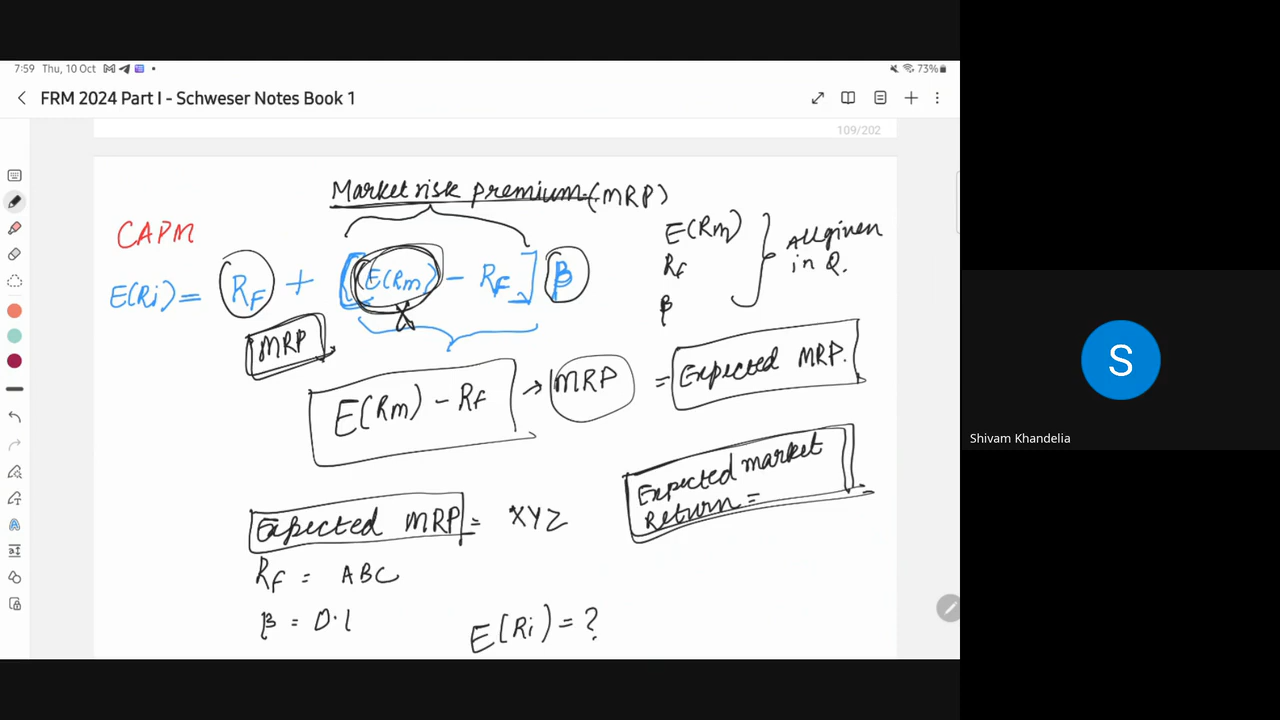 7:59 Thu, 10 Oct
73%
FRM 2024 Part I - Schweser Notes Book 1
109/202
Market risk premium (MRP)
CAPM
E(Ri) = RF + [E(Rm) - RF] β
X
MRP
E(Rm)
RF
β
All given
in Q.
E(Rm) - RF → MRP = Expected MRP.
Expected market
Return =
Expected MRP = XYZ
RF = ABC
β = 0.1
E(Ri) = ?
S
Shivam Khandelia